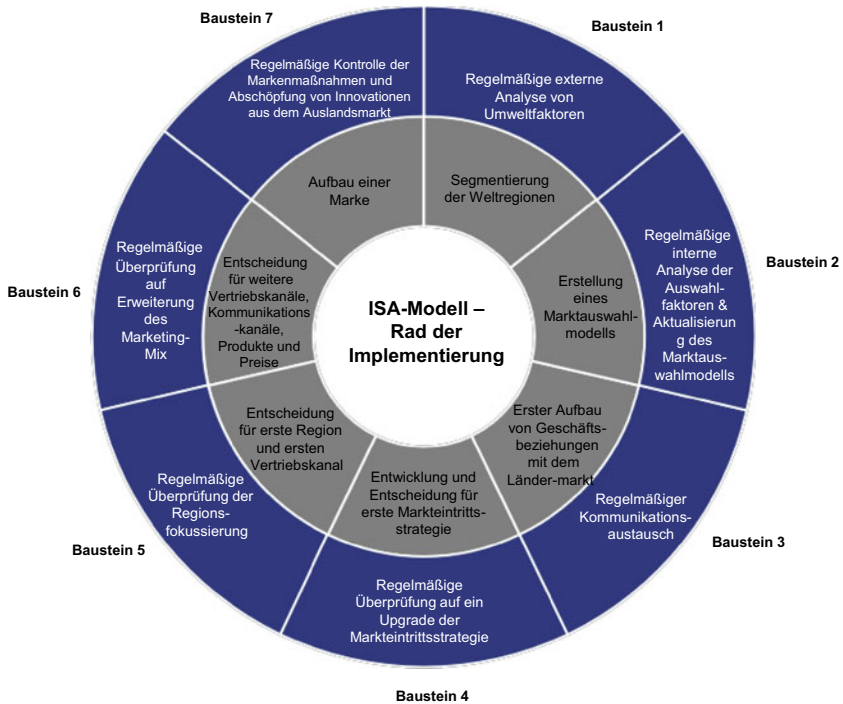 Baustein 7
Baustein 1
Regelmäßige Kontrolle der
Markenmaßnahmen und
Abschöpfung von Innovationen
aus dem Auslandsmarkt
Regelmäßige externe
Analyse von
Umweltfaktoren
Aufbau einer
Marke
Segmentierung
der Weltregionen
Baustein 6
Regelmäßige
Überprüfung
auf
Erweiterung
des
Marketing-
Mix
Entscheidung
für weitere
Vertriebskanäle,
Kommunikations
-kanäle,
Produkte und
Preise
ISA-Modell –
Rad der
Implementierung
Erstellung
eines
Marktauswahl-
modells
Regelmäßige
interne
Analyse der
Auswahl-
faktoren &
Aktualisierun
g des
Marktaus-
wahlmodells
Baustein 2
Entscheidung
für erste Region
und ersten
Vertriebskanal
Erster Aufbau
von Geschäfts-
beziehungen
mit dem
Länder-markt
Entwicklung und
Entscheidung für
erste Markteintritts-
strategie
Regelmäßige
Überprüfung der
Regions-
fokussierung
Regelmäßiger
Kommunikations-
austausch
Baustein 5
Baustein 3
Regelmäßige
Überprüfung auf ein
Upgrade der
Markteintrittsstrategie
Baustein 4